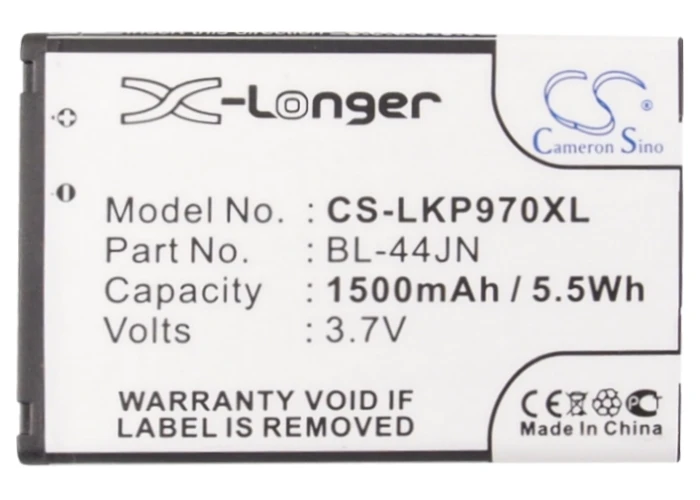 X-Longer
CS
Cameron Sino
Model No. : CS-LKP970XL
Part No. : BL-44JN
Capacity : 1500mAh / 5.5Wh
Volts : 3.7V
WARRANTY VOID IF
LABEL IS REMOVED
CE
Made In China